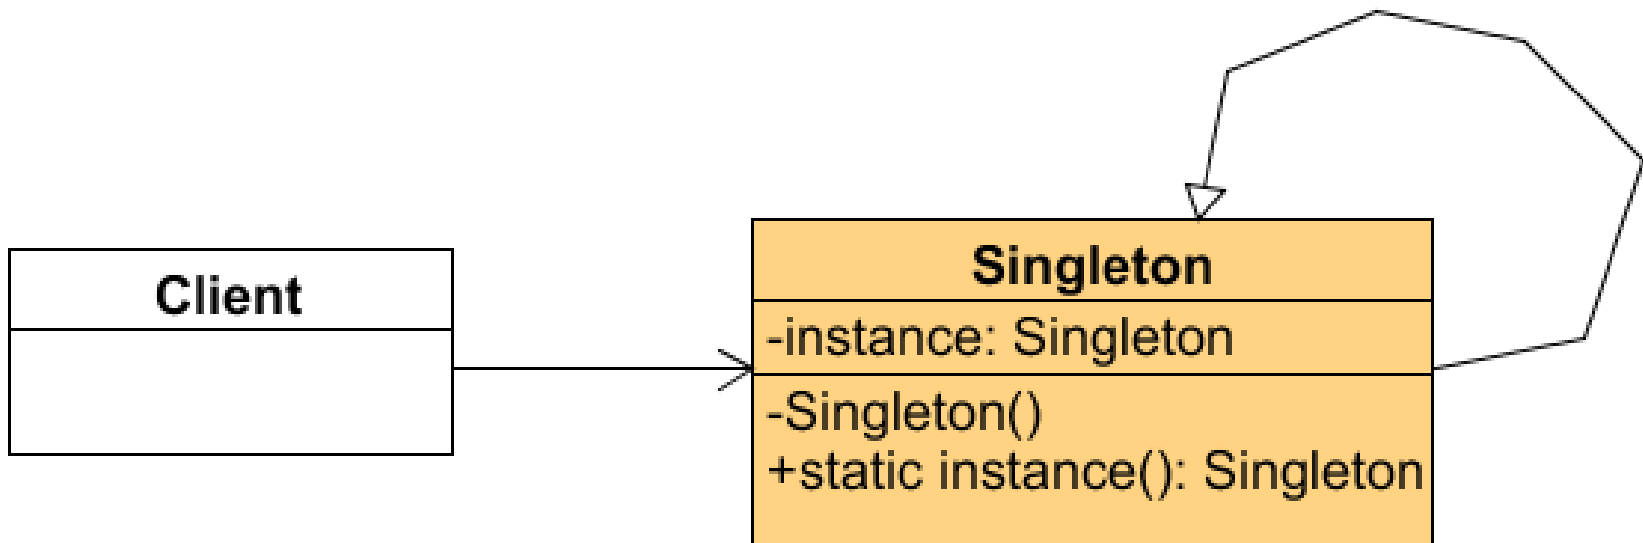 Client
Singleton
-instance: Singleton
-Singleton()
+static instance(): Singleton